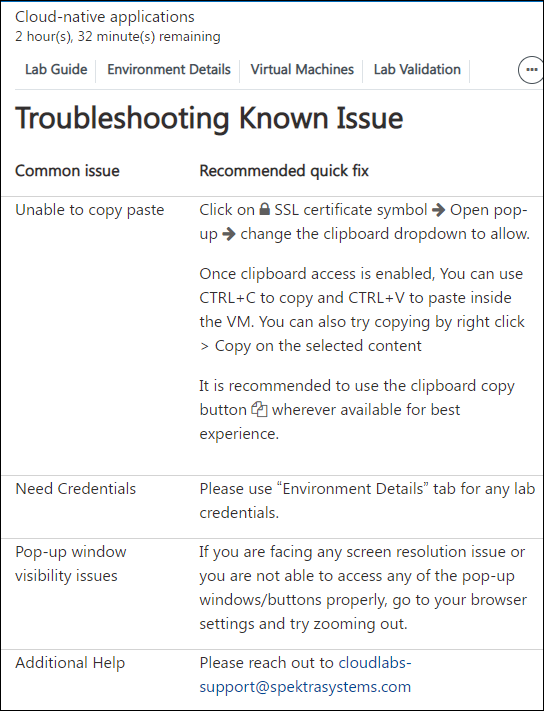 Cloud-native applications
2 hour(s), 32 minute(s) remaining
Lab Guide Environment Details Virtual Machines Lab Validation
Troubleshooting Known Issue
Common issue Recommended quick fix
Unable to copy paste Click on SSL certificate symbol → Open pop-
up → change the clipboard dropdown to allow.
Once clipboard access is enabled, You can use
CTRL+C to copy and CTRL+V to paste inside
the VM. You can also try copying by right click
> Copy on the selected content
It is recommended to use the clipboard copy
button wherever available for best
experience.
Need Credentials Please use “Environment Details” tab for any lab
credentials.
Pop-up window If you are facing any screen resolution issue or
visibility issues you are not able to access any of the pop-up
windows/buttons properly, go to your browser
settings and try zooming out.
Additional Help Please reach out to cloudlabs-
support@spektrasystems.com